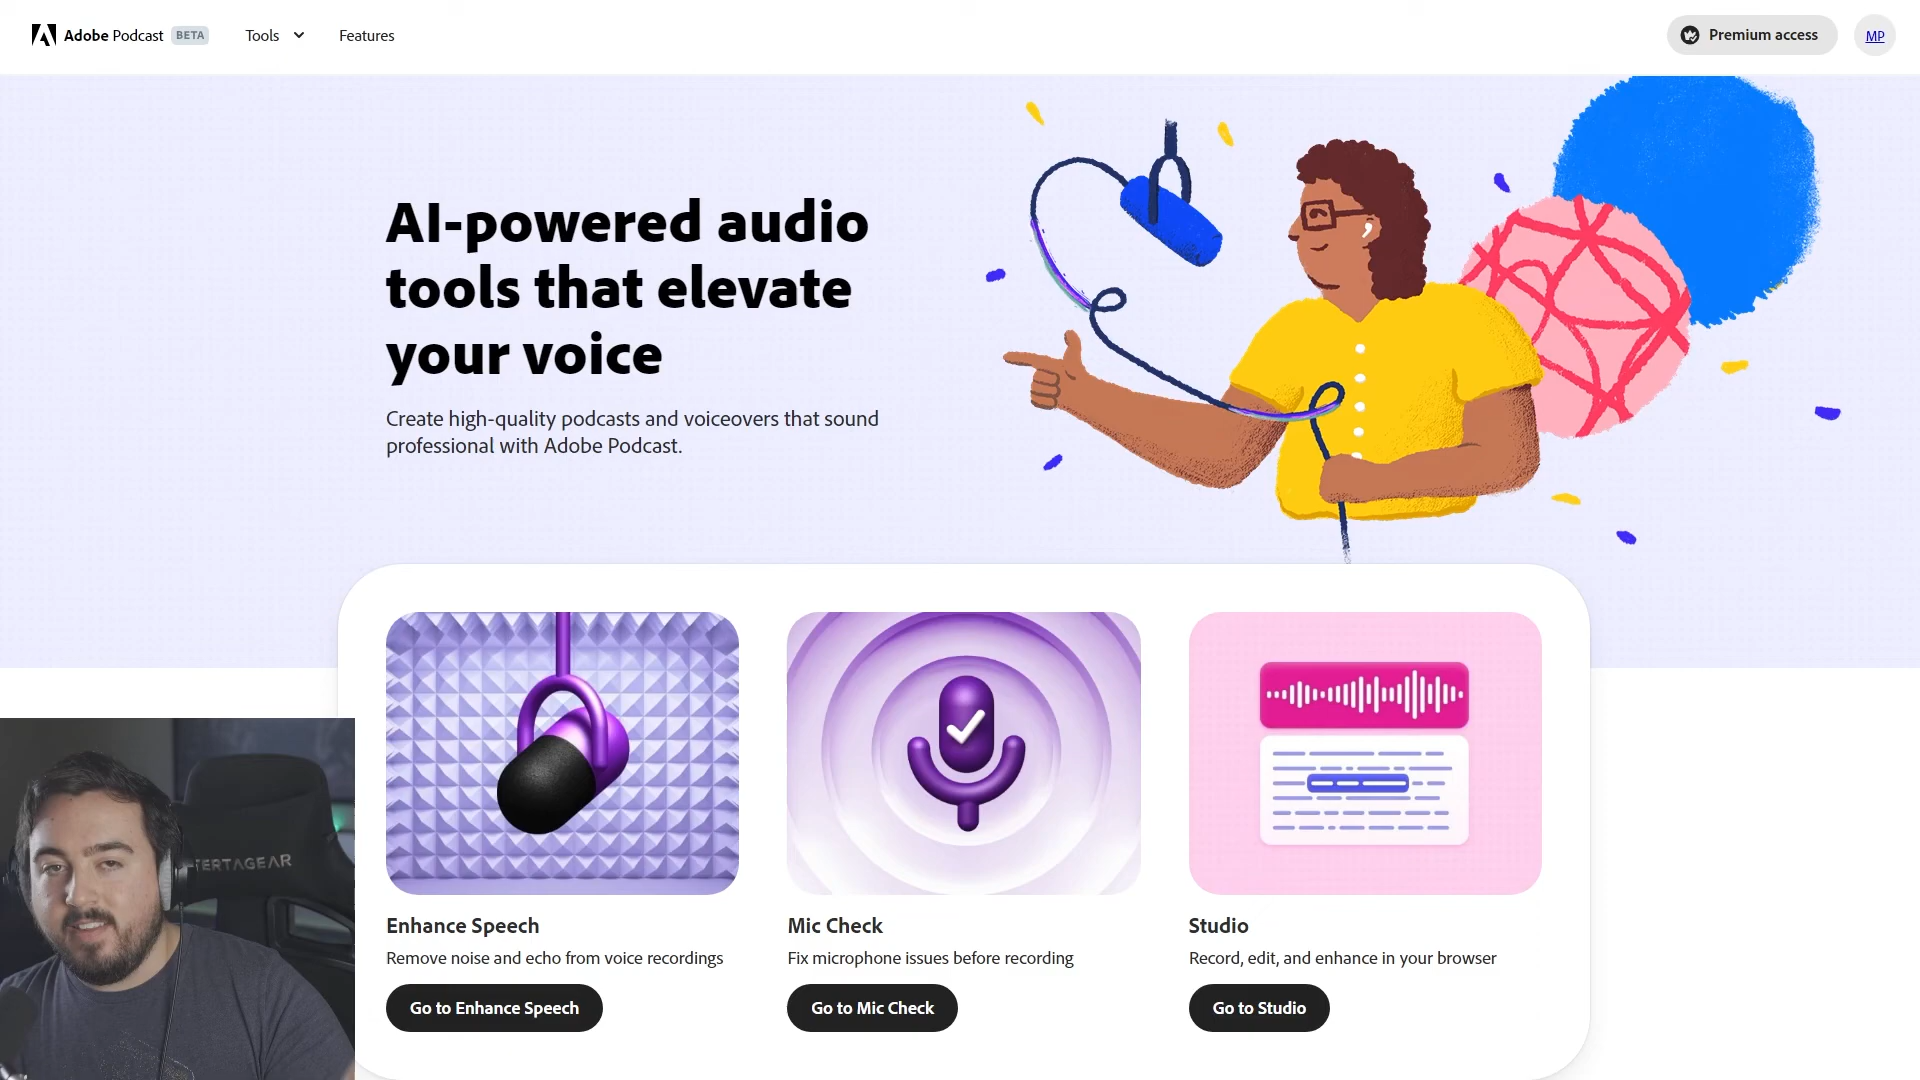 Adobe Podcast BETA Tools Features Premium access MP
AI-powered audio
tools that elevate
your voice
Create high-quality podcasts and voiceovers that sound
professional with Adobe Podcast.
TERTAGEAR
Enhance Speech Mic Check Studio
Remove noise and echo from voice recordings Fix microphone issues before recording Record, edit, and enhance in your browser
Go to Enhance Speech Go to Mic Check Go to Studio